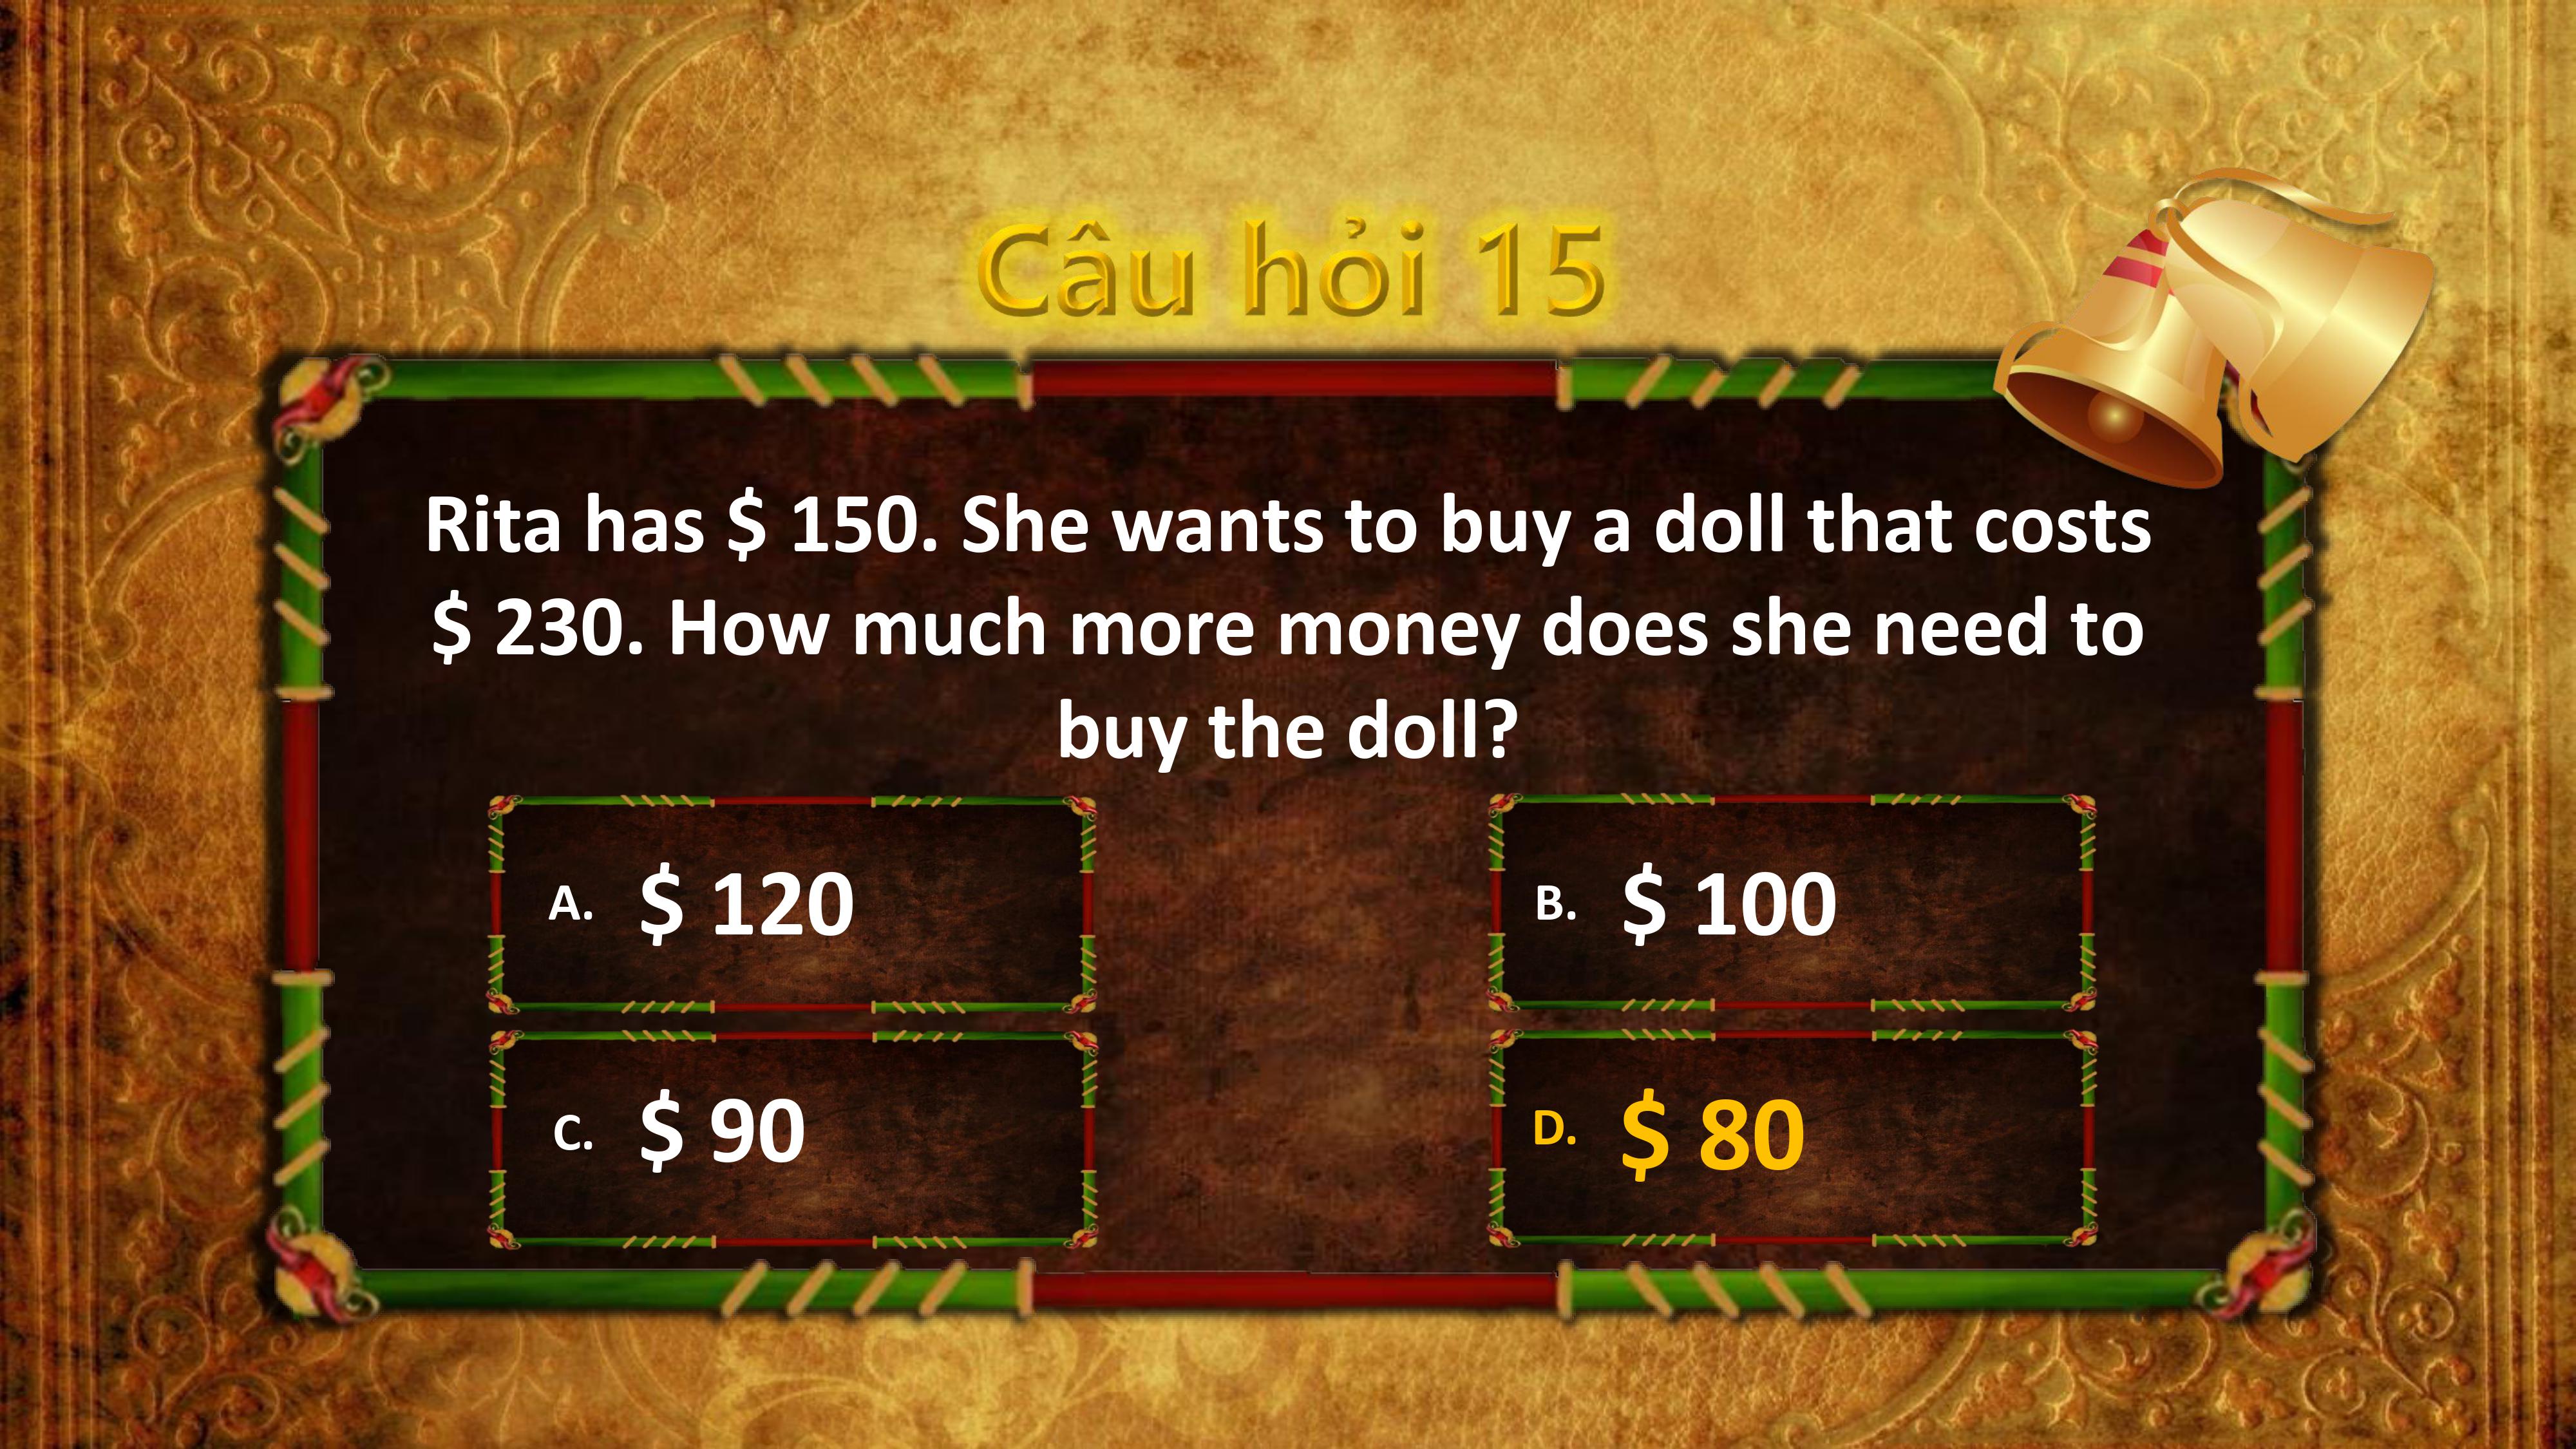 Câu hỏi 15
Rita has $ 150. She wants to buy a doll that costs
$ 230. How much more money does she need to
buy the doll?
A. $ 120
B. $ 100
C. $ 90
D. $ 80